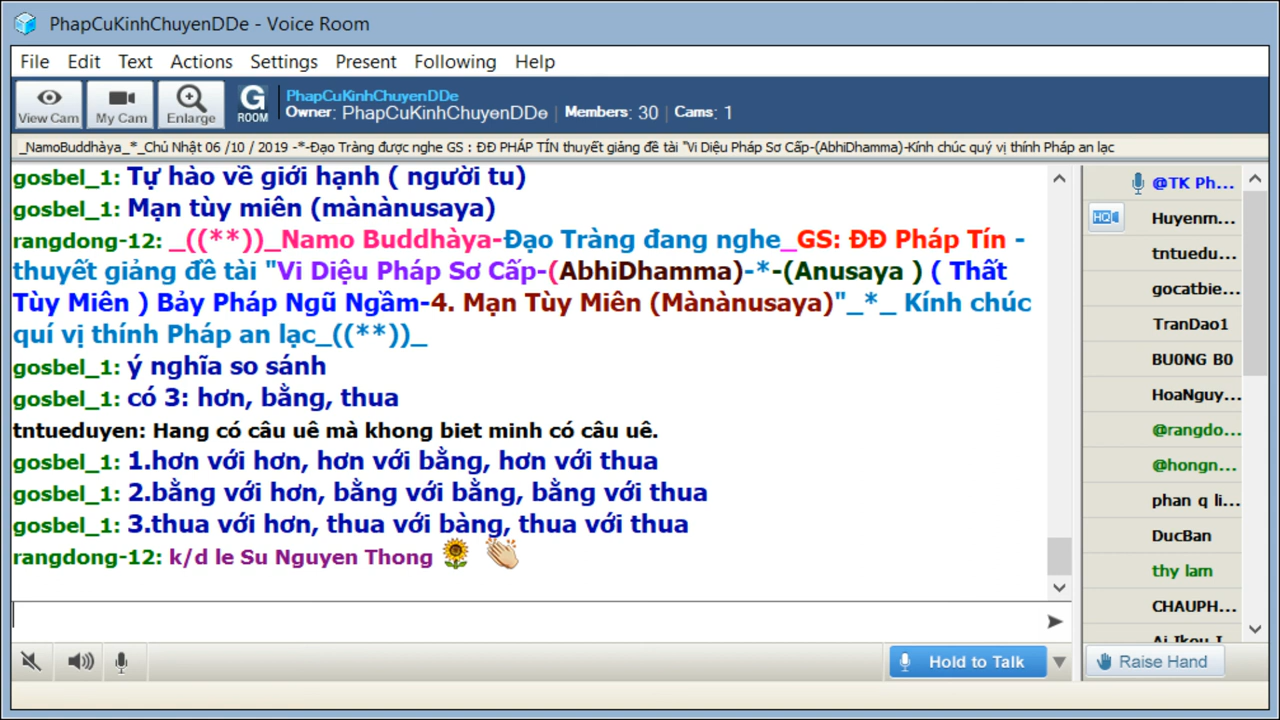 PhapCuKinhChuyenDDe - Voice Room
File Edit Text Actions Settings Present Following Help
View Cam My Cam Enlarge G ROOM
PhapCuKinhChuyenDDe
Owner: PhapCuKinhChuyenDDe | Members: 30 | Cams: 1
_NamoBuddhàya_*_Chủ Nhật 06 /10 / 2019 -*-Đạo Tràng được nghe GS : ĐĐ PHÁP TÍN thuyết giảng đề tài "Vi Diệu Pháp Sơ Cấp-(AbhiDhamma)-Kính chúc quý vị thính Pháp an lạc
gosbel_1: Tự hào về giới hạnh ( người tu)
gosbel_1: Mạn tùy miên (mànànusaya)
rangdong-12: _((**))_Namo Buddhàya-Đạo Tràng đang nghe_GS: ĐĐ Pháp Tín -
thuyết giảng đề tài "Vi Diệu Pháp Sơ Cấp-(AbhiDhamma)-*-(Anusaya ) ( Thất
Tùy Miên ) Bảy Pháp Ngũ Ngầm-4. Mạn Tùy Miên (Mànànusaya)"_*_ Kính chúc
quí vị thính Pháp an lạc_((**))_
gosbel_1: ý nghĩa so sánh
gosbel_1: có 3: hơn, bằng, thua
tntueduyen: Hang có câu uê mà khong biet minh có câu uê.
gosbel_1: 1.hơn với hơn, hơn với bằng, hơn với thua
gosbel_1: 2.bằng với hơn, bằng với bằng, bằng với thua
gosbel_1: 3.thua với hơn, thua với bàng, thua với thua
rangdong-12: k/d le Su Nguyen Thong
@TK Ph...
HQ Huyenm...
tntuedu...
gocatbie...
TranDao1
BU0NG B0
HoaNguy...
@rangdo...
@hongn...
phan q li...
DucBan
thy lam
CHAUPH...
Hold to Talk
Raise Hand